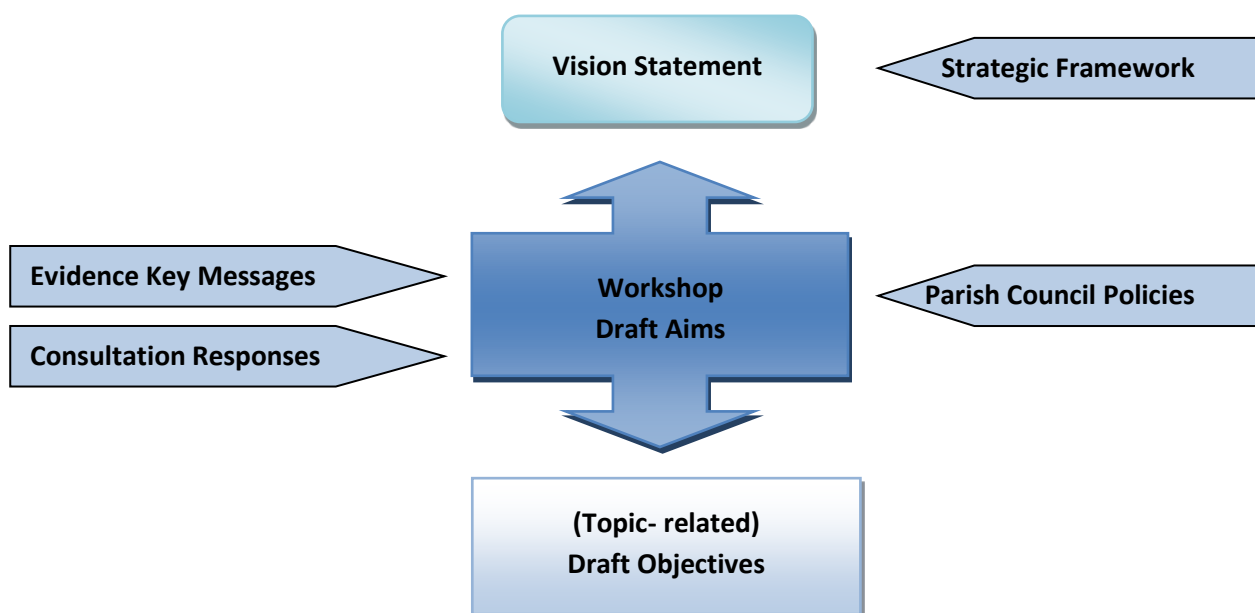 Vision Statement
Strategic Framework
Evidence Key Messages
Workshop
Draft Aims
Parish Council Policies
Consultation Responses
(Topic- related)
Draft Objectives